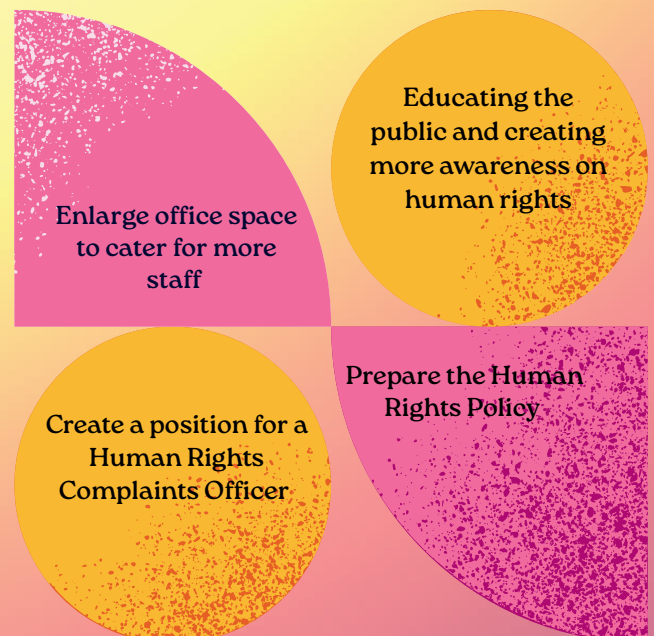 Enlarge office space
to cater for more
staff
Educating the
public and creating
more awareness on
human rights
Create a position for a
Human Rights
Complaints Officer
Prepare the Human
Rights Policy